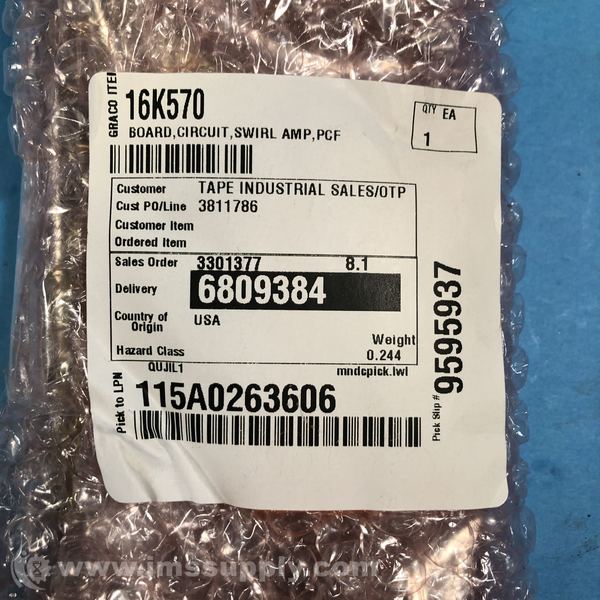 GRACO ITEM
16K570
BOARD,CIRCUIT,SWIRL AMP,PCF
QTY EA
1
Customer TAPE INDUSTRIAL SALES/OTP
Cust PO/Line 3811786
Customer Item
Ordered Item
Sales Order 3301377 8.1
Delivery 6809384
Country of Origin USA
Weight
Hazard Class 0.244
QUJIL1 mndcpick.lwl
Pick to LPN
115A0263606
Pick Slip #
9595937
www.imssupply.com